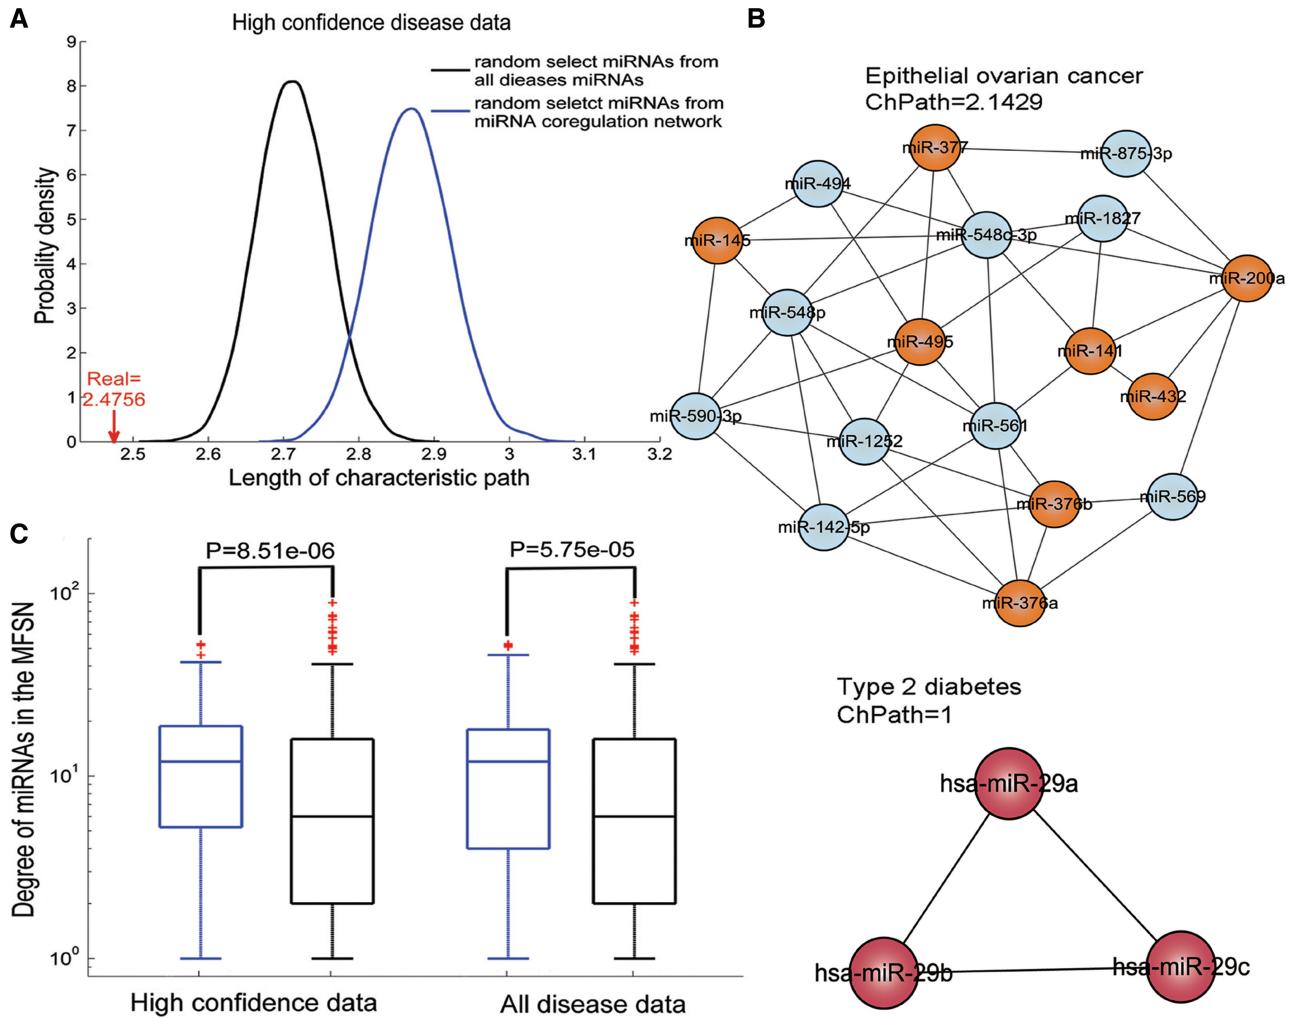 A
High confidence disease data
9
8
7
6
5
4
3
2
1
0
Probality density
random select miRNAs from
all dieases miRNAs
random seletct miRNAs from
miRNA coregulation network
Real=
2.4756
2.5
2.6
2.7
2.8
2.9
3
3.1
3.2
Length of characteristic path
B
Epithelial ovarian cancer
ChPath=2.1429
miR-377
miR-875-3p
miR-494
miR-1827
miR-145
miR-548c-3p
miR-200a
miR-548p
miR-495
miR-141
miR-432
miR-590-3p
miR-1252
miR-561
miR-376b
miR-569
miR-142-5p
miR-376a
Type 2 diabetes
ChPath=1
hsa-miR-29a
hsa-miR-29b
hsa-miR-29c
C
P=8.51e-06
P=5.75e-05
10²
10¹
10⁰
Degree of miRNAs in the MFSN
High confidence data
All disease data